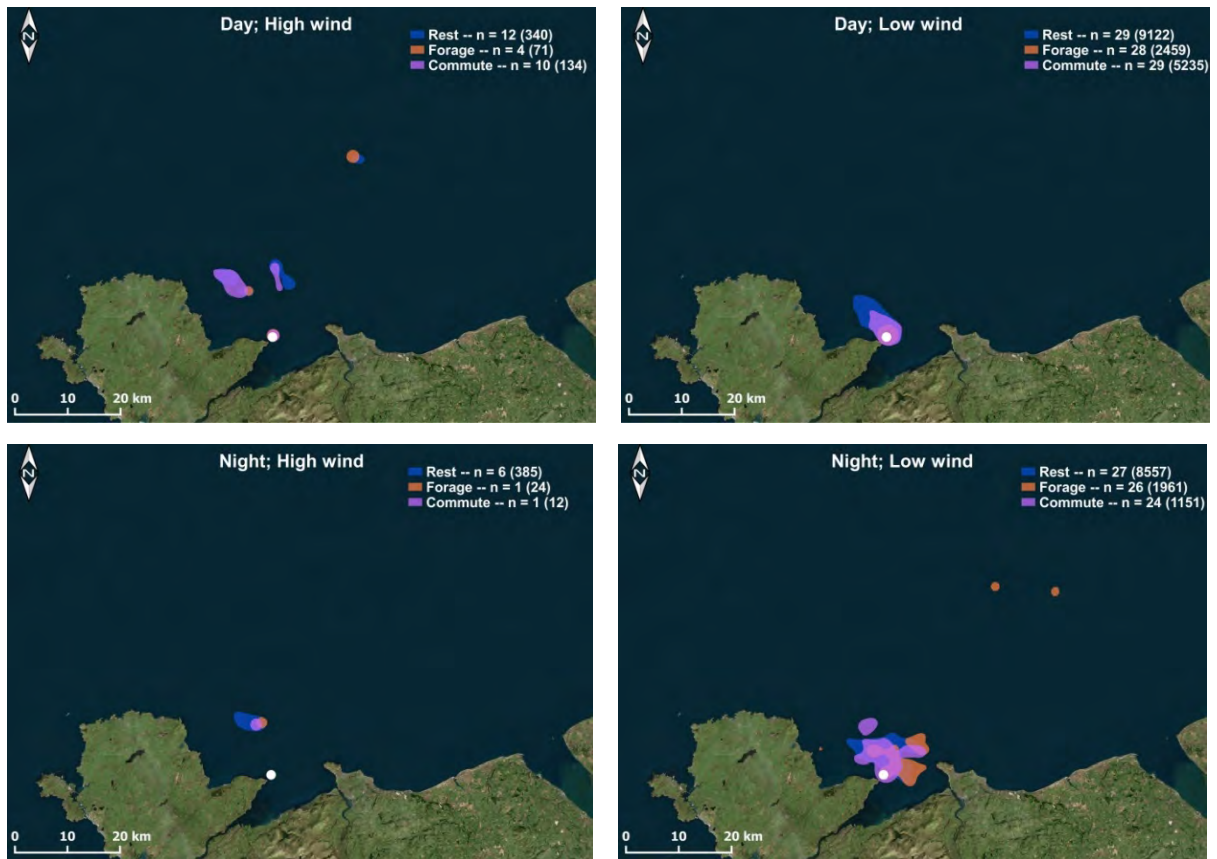 Day; High wind
Rest -- n = 12 (340)
Forage -- n = 4 (71)
Commute -- n = 10 (134)
N
0 10 20 km
Day; Low wind
Rest -- n = 29 (9122)
Forage -- n = 28 (2459)
Commute -- n = 29 (5235)
N
0 10 20 km
Night; High wind
Rest -- n = 6 (385)
Forage -- n = 1 (24)
Commute -- n = 1 (12)
N
0 10 20 km
Night; Low wind
Rest -- n = 27 (8557)
Forage -- n = 26 (1961)
Commute -- n = 24 (1151)
N
0 10 20 km